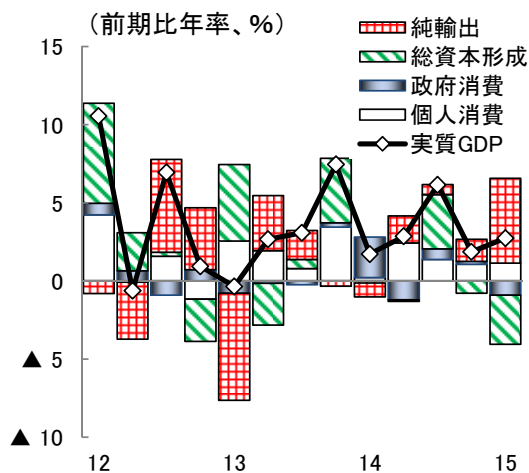 (前期比年率、%)
純輸出
総資本形成
政府消費
個人消費
実質GDP
15
10
5
0
▲ 5
▲ 10
12 13 14 15